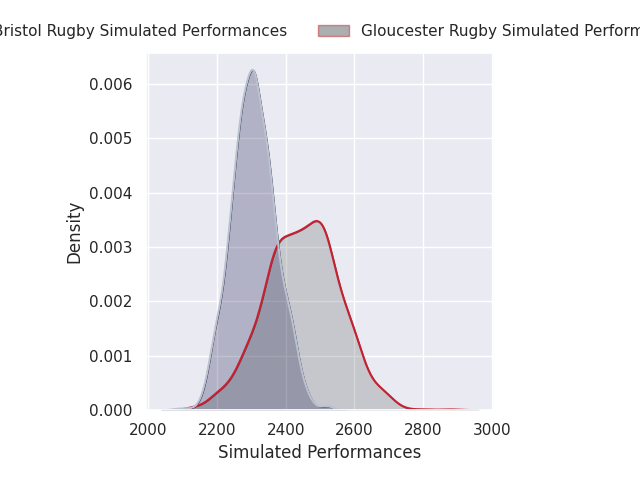 Bristol Rugby Simulated Performances
Gloucester Rugby Simulated Perform
0.006
0.005
0.004
0.003
0.002
0.001
0.000
Density
2000 2200 2400 2600 2800 3000
Simulated Performances